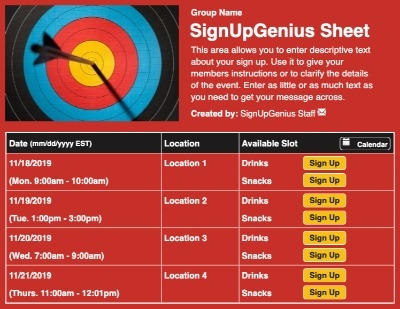 Group Name
SignUpGenius Sheet
This area allows you to enter descriptive text
about your sign up. Use it to give your
members instructions or to clarify the details
of the event. Enter as little or as much text as
you need to get your message across.
Created by: SignUpGenius Staff
Date (mm/dd/yyyy EST) Location Available Slot Calendar
11/18/2019 Location 1 Drinks Sign Up
(Mon. 9:00am - 10:00am) Snacks Sign Up
11/19/2019 Location 2 Drinks Sign Up
(Tue. 1:00pm - 3:00pm) Snacks Sign Up
11/20/2019 Location 3 Drinks Sign Up
(Wed. 7:00am - 9:00am) Snacks Sign Up
11/21/2019 Location 4 Drinks Sign Up
(Thurs. 11:00am - 12:01pm) Snacks Sign Up